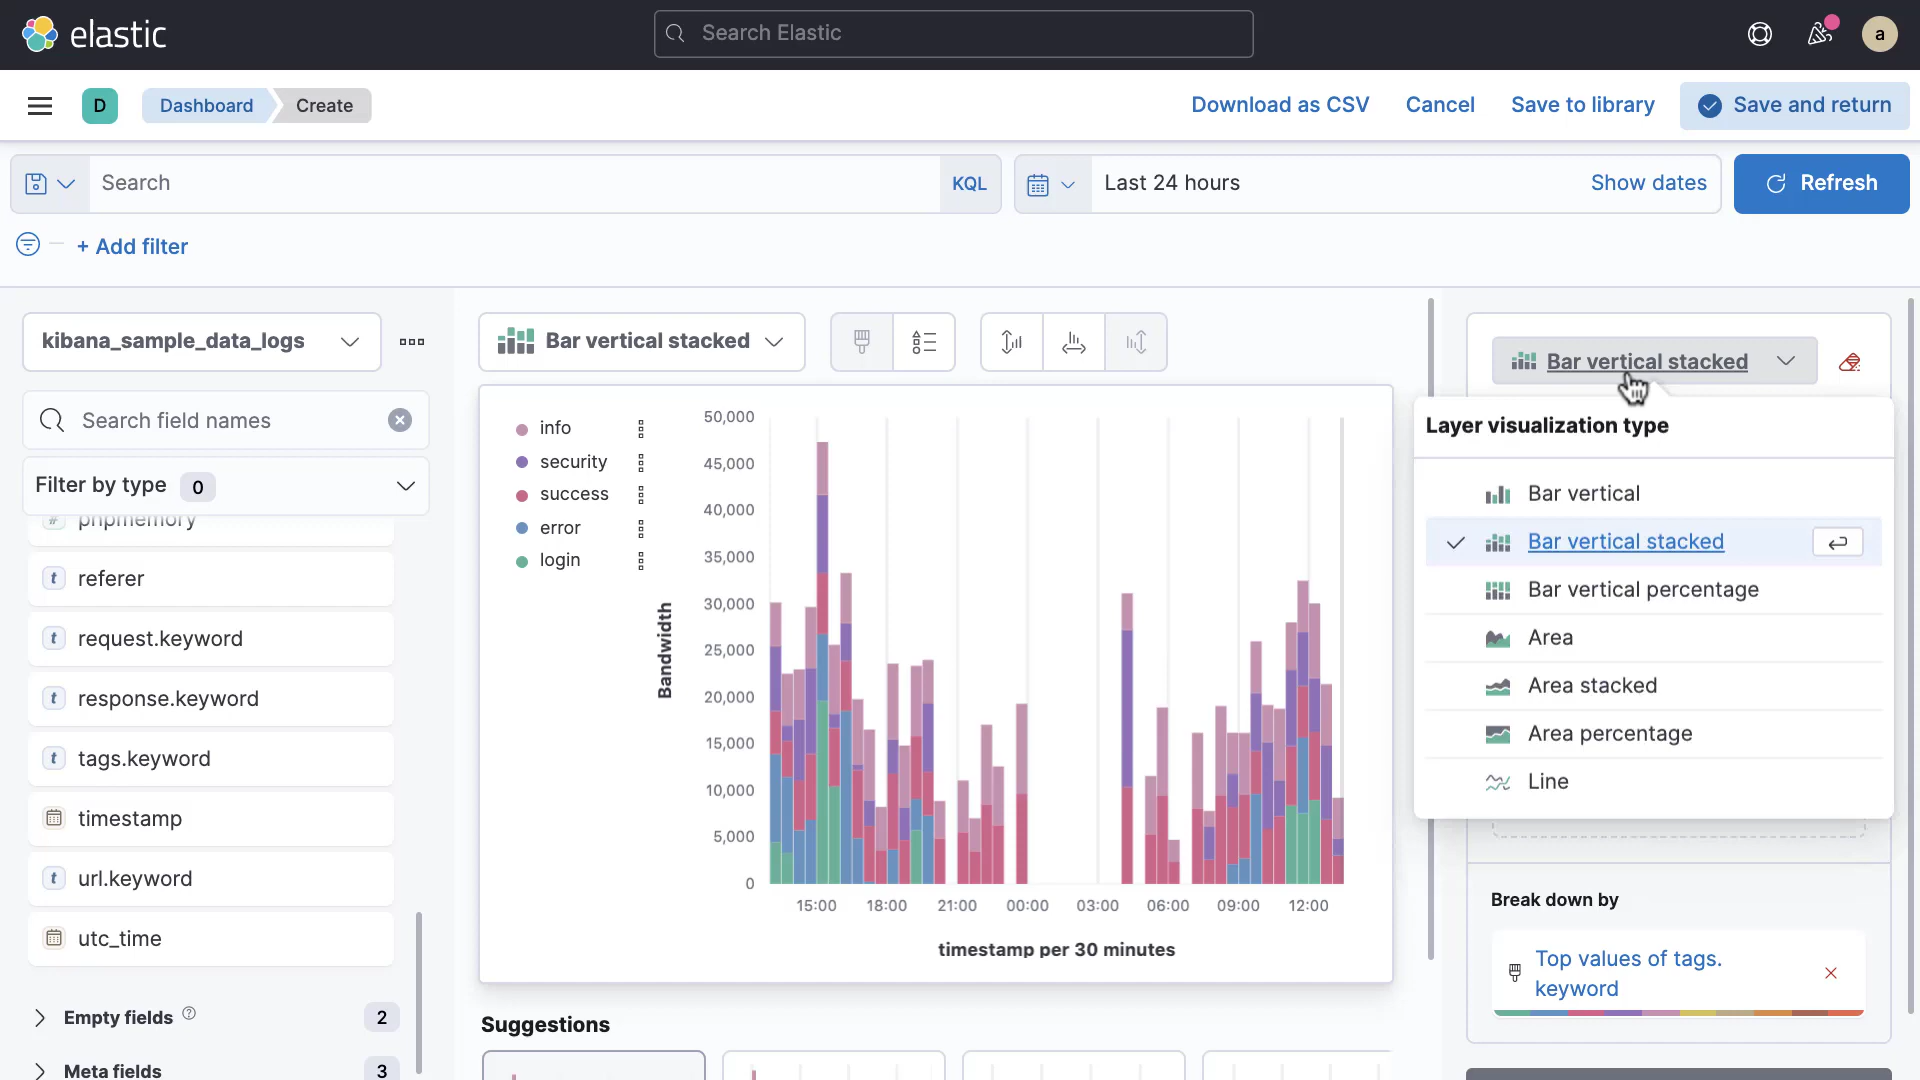 elastic
Search Elastic
a
D
Dashboard
Create
Download as CSV
Cancel
Save to library
Save and return
Search
KQL
Last 24 hours
Show dates
Refresh
+ Add filter
kibana_sample_data_logs
Search field names
Filter by type 0
# phpmemory
t referer
t request.keyword
t response.keyword
t tags.keyword
timestamp
t url.keyword
utc_time
Empty fields ? 2
Meta fields 3
Bar vertical stacked
info
security
success
error
login
Bandwidth
50,000
45,000
40,000
35,000
30,000
25,000
20,000
15,000
10,000
5,000
0
15:00 18:00 21:00 00:00 03:00 06:00 09:00 12:00
timestamp per 30 minutes
Suggestions
Bar vertical stacked
Layer visualization type
Bar vertical
Bar vertical stacked
Bar vertical percentage
Area
Area stacked
Area percentage
Line
Break down by
Top values of tags.
keyword